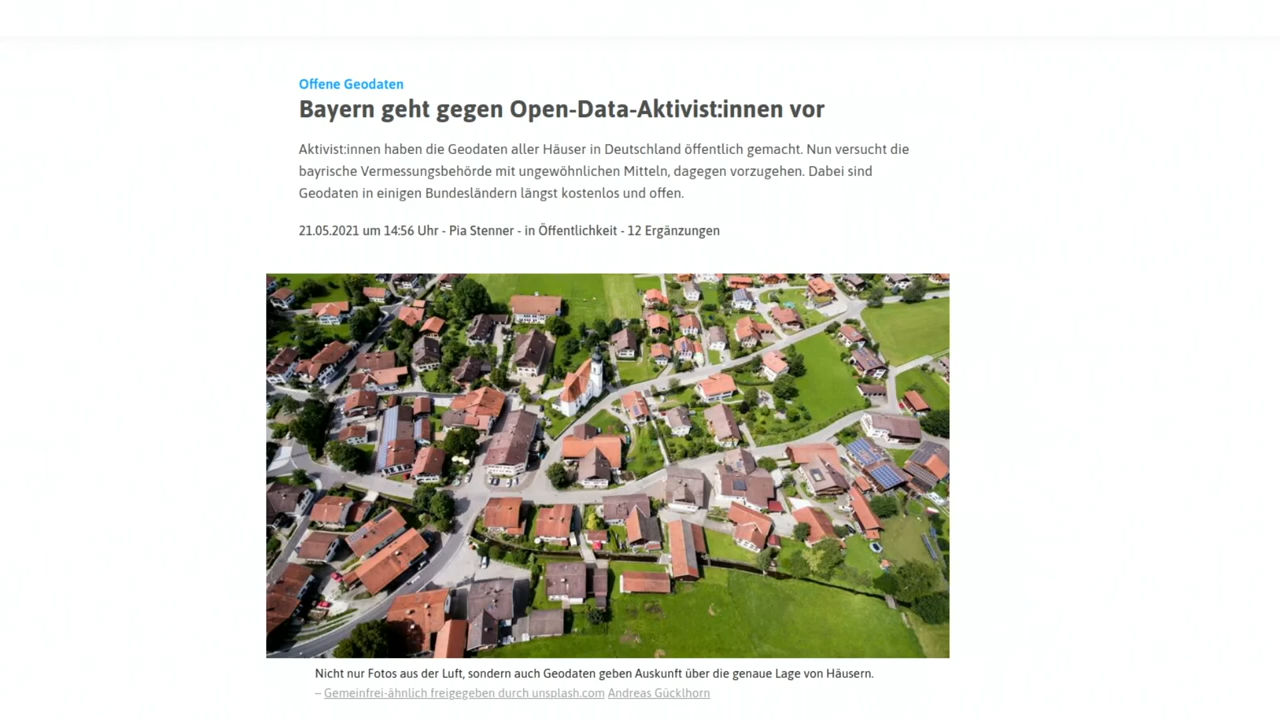 Offene Geodaten
Bayern geht gegen Open-Data-Aktivist:innen vor
Aktivist:innen haben die Geodaten aller Häuser in Deutschland öffentlich gemacht. Nun versucht die
bayrische Vermessungsbehörde mit ungewöhnlichen Mitteln, dagegen vorzugehen. Dabei sind
Geodaten in einigen Bundesländern längst kostenlos und offen.
21.05.2021 um 14:56 Uhr - Pia Stenner - in Öffentlichkeit - 12 Ergänzungen
Nicht nur Fotos aus der Luft, sondern auch Geodaten geben Auskunft über die genaue Lage von Häusern.
– Gemeinfrei-ähnlich freigegeben durch unsplash.com Andreas Gücklhorn